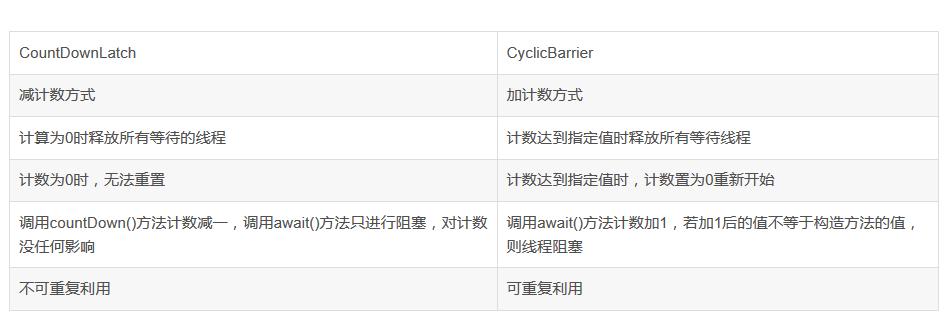 CountDownLatch
CyclicBarrier
减计数方式
加计数方式
计算为0时释放所有等待的线程
计数达到指定值时释放所有等待线程
计数为0时，无法重置
计数达到指定值时，计数置为0重新开始
调用countDown()方法计数减一，调用await()方法只进行阻塞，对计数
没任何影响
调用await()方法计数加1，若加1后的值不等于构造方法的值，
则线程阻塞
不可重复利用
可重复利用